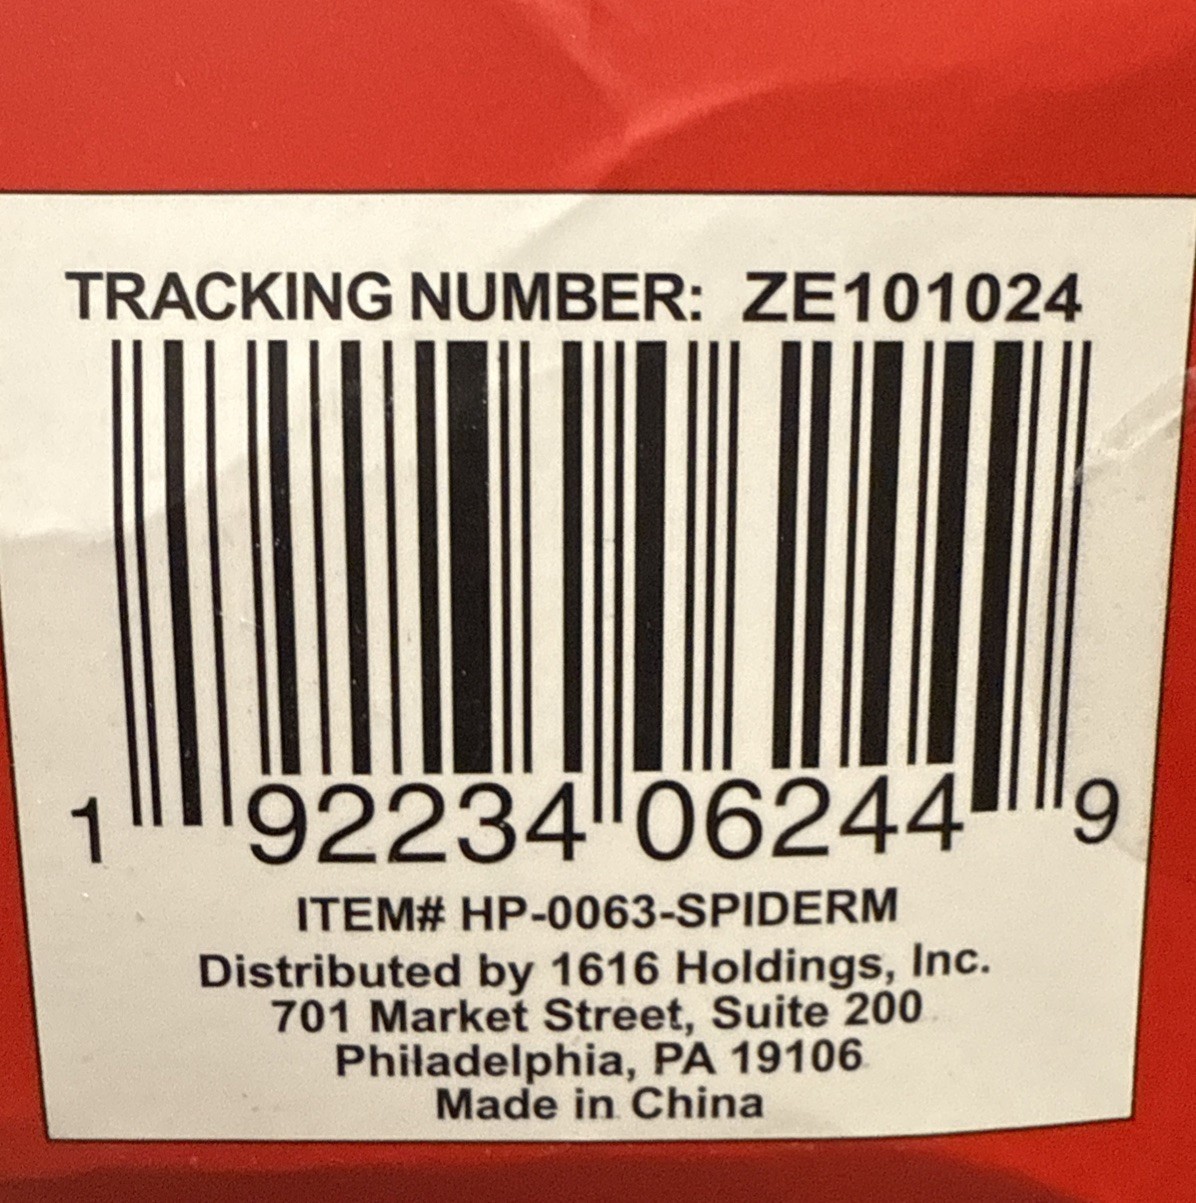 TRACKING NUMBER: ZE101024
1 92234 06244 9
ITEM# HP-0063-SPIDERM
Distributed by 1616 Holdings, Inc.
701 Market Street, Suite 200
Philadelphia, PA 19106
Made in China